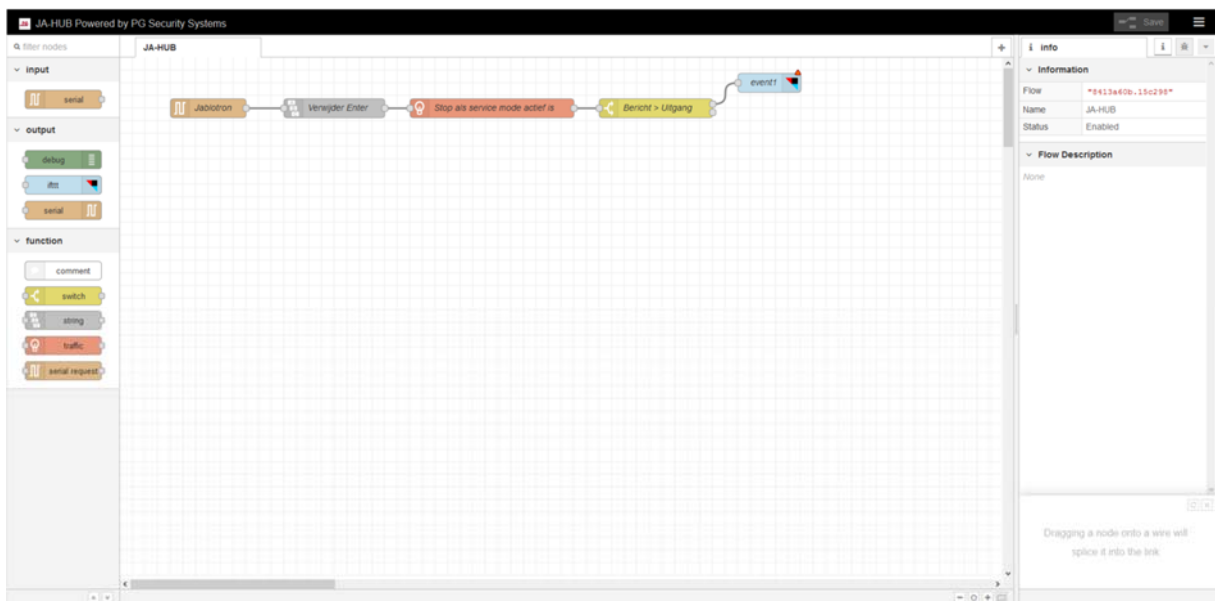 JA JA-HUB Powered by PG Security Systems
Save
filter nodes
JA-HUB
i info
i
input
serial
output
debug
ifttt
serial
function
comment
switch
string
traffic
serial request
Jablotron
Verwijder Enter
Stop als service mode actief is
Bericht > Uitgang
event1
Information
Flow "8413a60b.15c298"
Name JA-HUB
Status Enabled
Flow Description
None
Dragging a node onto a wire will
splice it into the link